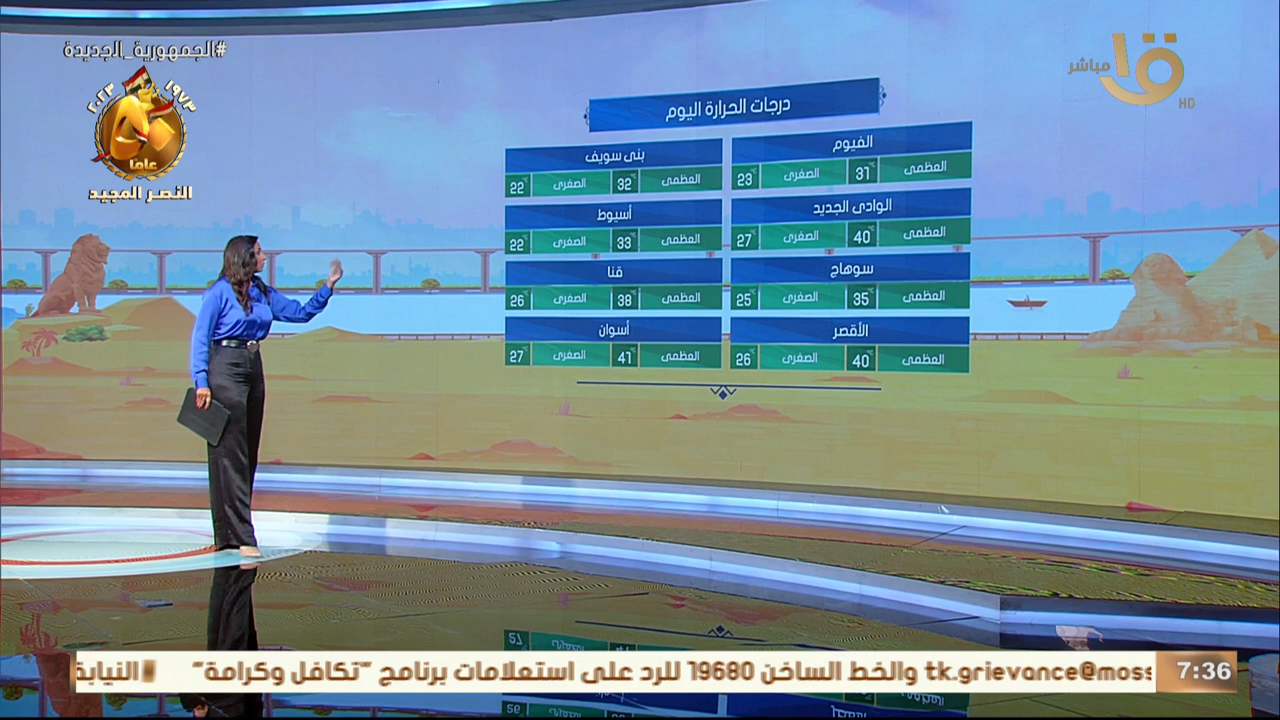 #الجمهورية_الجديدة
١٩٧٣ ٢٠٢٣
عامًا
النصر المجيد
مباشر
HD
درجات الحرارة اليوم
الفيوم
العظمى 31 الصغرى 23
بنى سويف
العظمى 32 الصغرى 22
الوادى الجديد
العظمى 40 الصغرى 27
أسيوط
العظمى 33 الصغرى 22
سوهاج
العظمى 35 الصغرى 25
قنا
العظمى 38 الصغرى 26
الأقصر
العظمى 40 الصغرى 26
أسوان
العظمى 41 الصغرى 27
tk.grievance@moss والخط الساخن 19680 للرد على استعلامات برنامج "تكافل وكرامة" النيابة
7:36